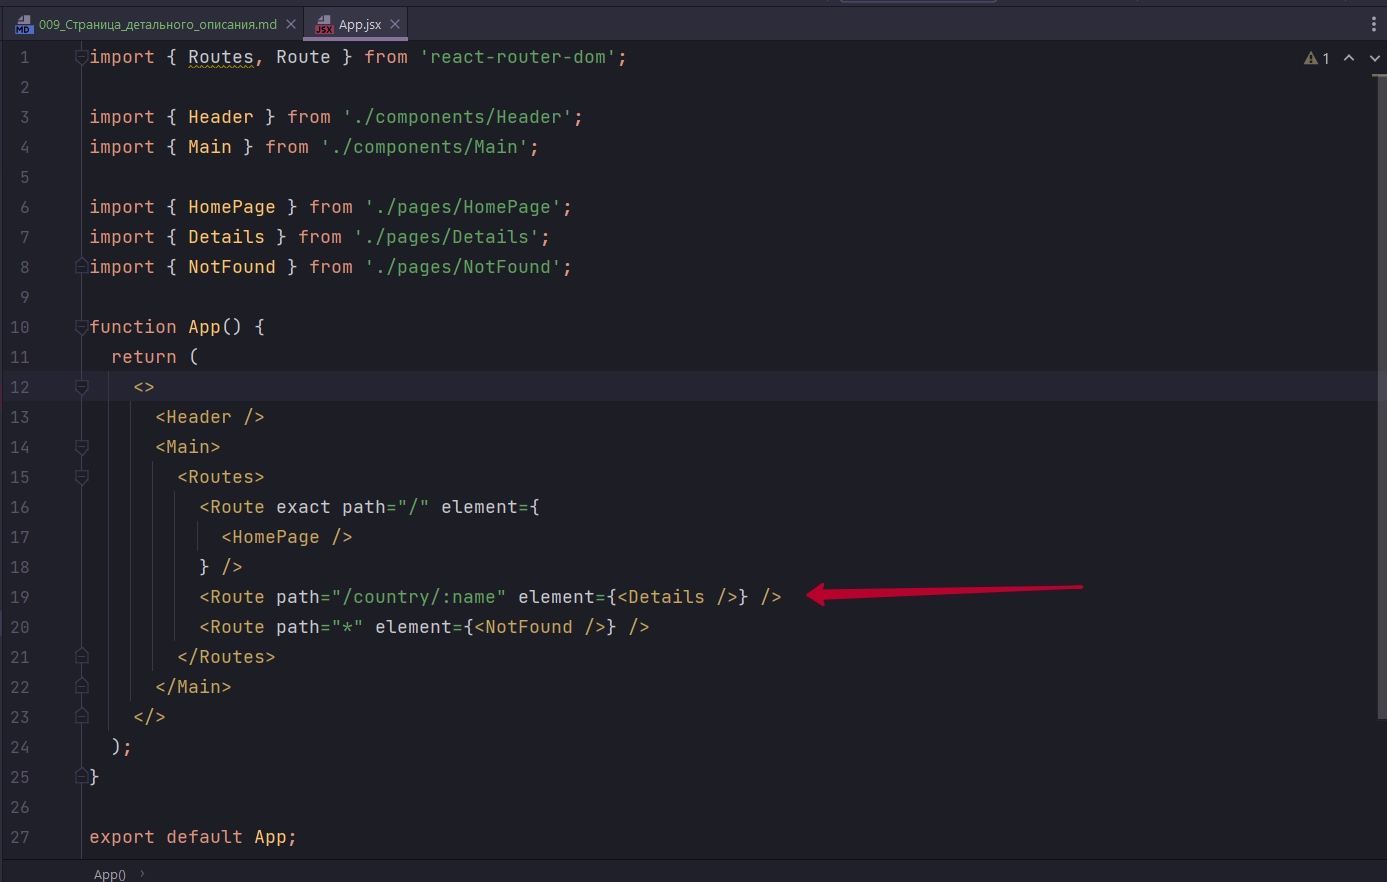 MD 009_Страница_детального_описания.md JSX App.jsx
1 import { Routes, Route } from 'react-router-dom'; 1
2
3 import { Header } from './components/Header';
4 import { Main } from './components/Main';
5
6 import { HomePage } from './pages/HomePage';
7 import { Details } from './pages/Details';
8 import { NotFound } from './pages/NotFound';
9
10 function App() {
11 return (
12 <>
13 <Header />
14 <Main>
15 <Routes>
16 <Route exact path="/" element={
17 <HomePage />
18 } />
19 <Route path="/country/:name" element={<Details />} />
20 <Route path="*" element={<NotFound />} />
21 </Routes>
22 </Main>
23 </>
24 );
25 }
26
27 export default App;
App()